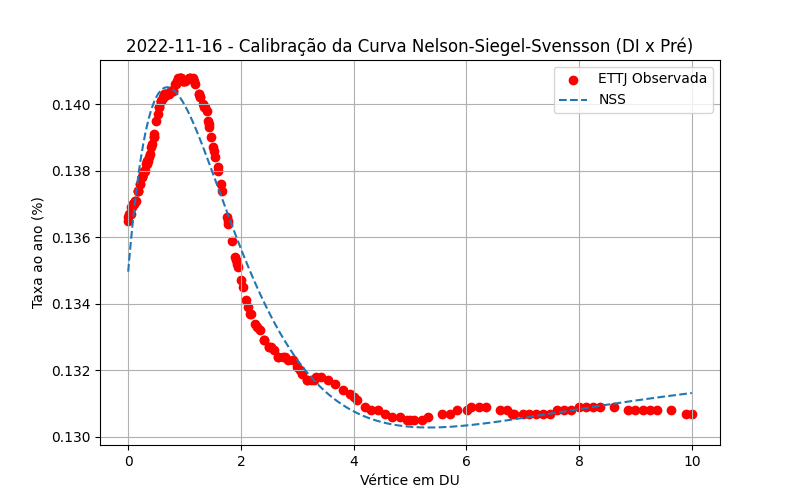 2022-11-16 - Calibração da Curva Nelson-Siegel-Svensson (DI x Pré)
ETTJ Observada
NSS
Taxa ao ano (%)
0.140
0.138
0.136
0.134
0.132
0.130
0
2
4
6
8
10
Vértice em DU